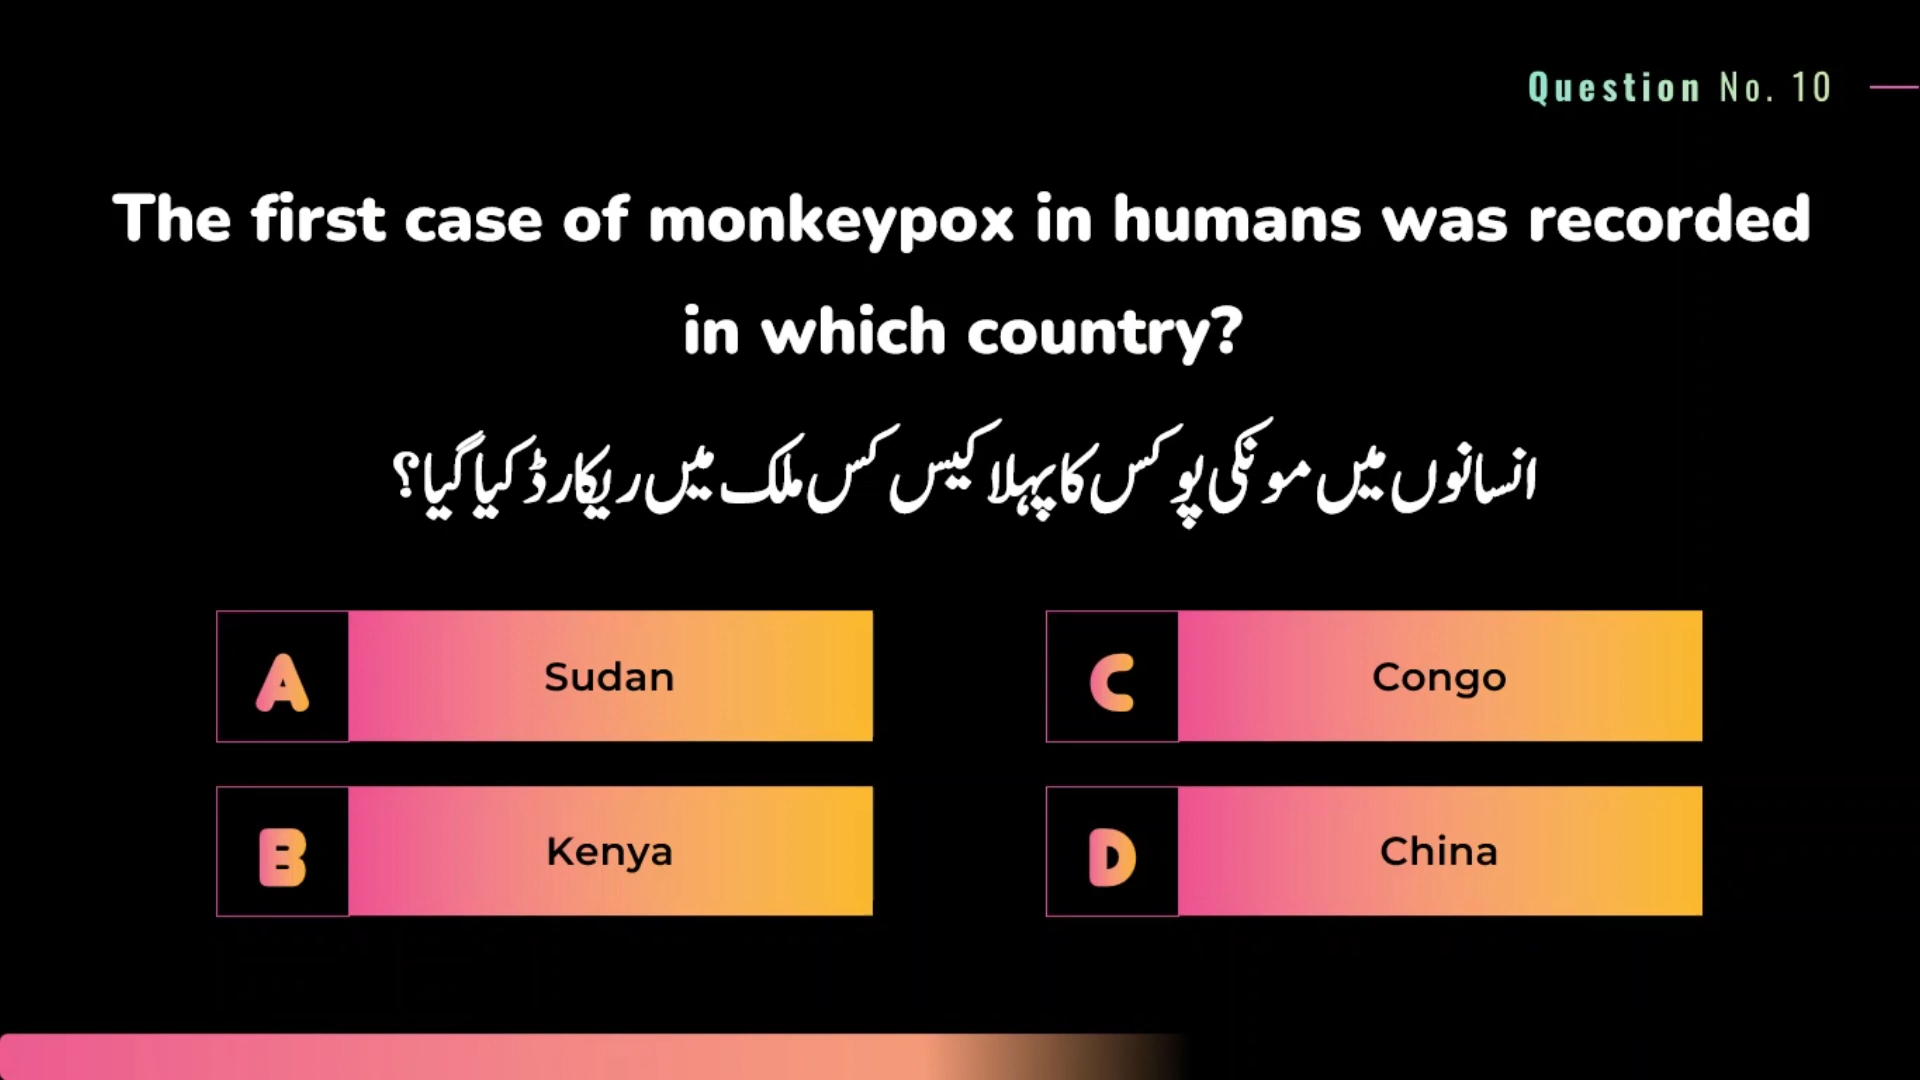 Question No. 10
The first case of monkeypox in humans was recorded
in which country?
انسانوں میں مونکی پوکس کا پہلا کیس کس ملک میں ریکارڈ کیا گیا؟
A Sudan
C Congo
B Kenya
D China